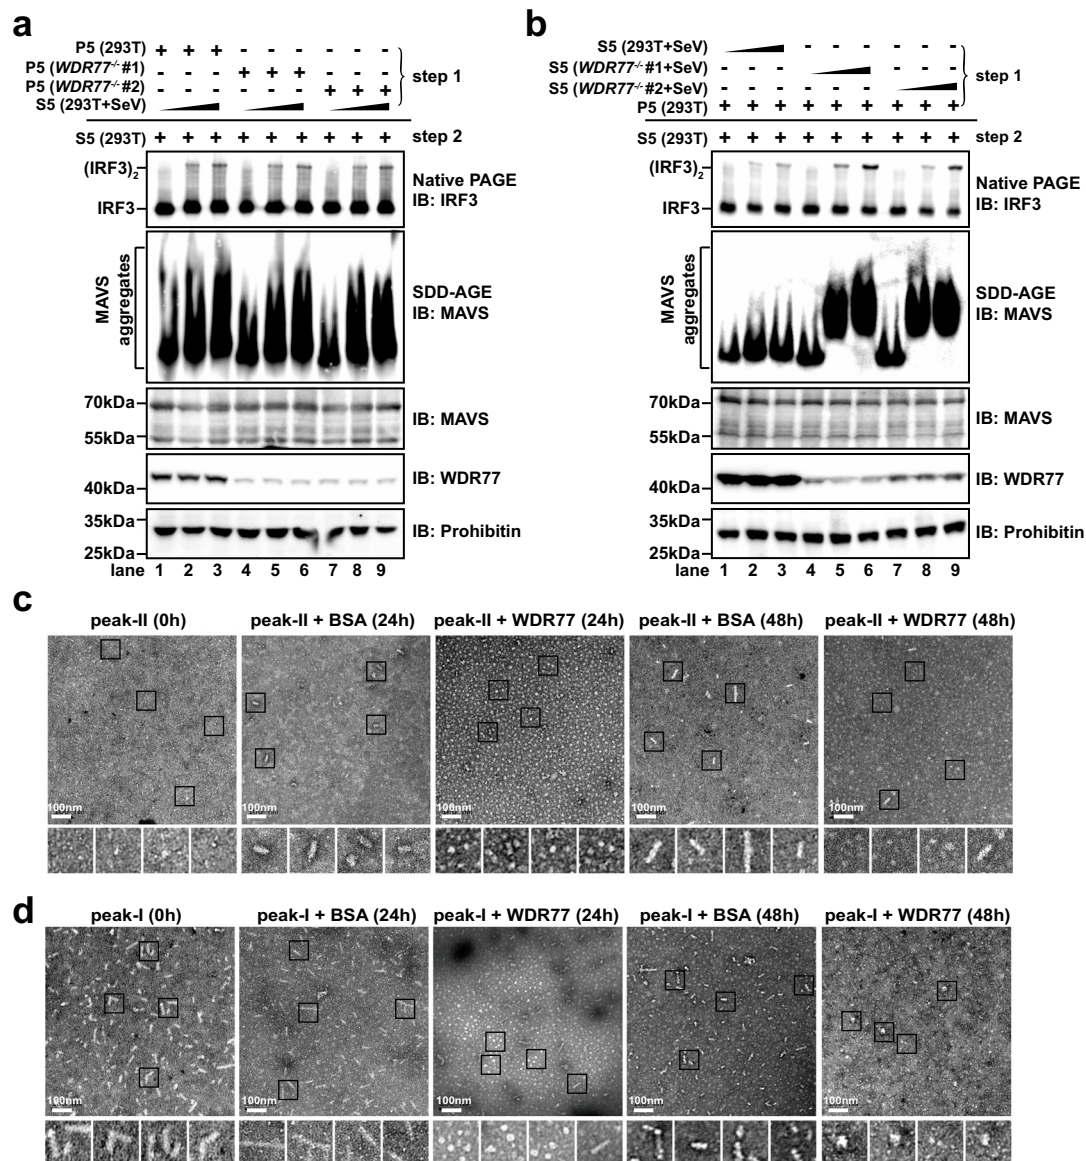 a
P5 (293T) + + + - - - - - -
P5 (WDR77-/-#1) - - - + + + - - -
P5 (WDR77-/-#2) - - - - - - + + +
S5 (293T+SeV)
step 1
S5 (293T) + + + + + + + + + step 2
(IRF3)2
IRF3
Native PAGE
IB: IRF3
MAVS
aggregates
SDD-AGE
IB: MAVS
70kDa
55kDa
IB: MAVS
40kDa
IB: WDR77
35kDa
25kDa
IB: Prohibitin
lane 1 2 3 4 5 6 7 8 9
b
S5 (293T+SeV) - - - - - -
S5 (WDR77-/-#1+SeV) - - - - - -
S5 (WDR77-/-#2+SeV) - - - - - -
P5 (293T) + + + + + + + + +
step 1
S5 (293T) + + + + + + + + + step 2
(IRF3)2
IRF3
Native PAGE
IB: IRF3
MAVS
aggregates
SDD-AGE
IB: MAVS
70kDa
55kDa
IB: MAVS
40kDa
IB: WDR77
35kDa
25kDa
IB: Prohibitin
lane 1 2 3 4 5 6 7 8 9
c
peak-II (0h) peak-II + BSA (24h) peak-II + WDR77 (24h) peak-II + BSA (48h) peak-II + WDR77 (48h)
100nm 100nm 100nm 100nm 100nm
d
peak-I (0h) peak-I + BSA (24h) peak-I + WDR77 (24h) peak-I + BSA (48h) peak-I + WDR77 (48h)
100nm 100nm 100nm 100nm 100nm